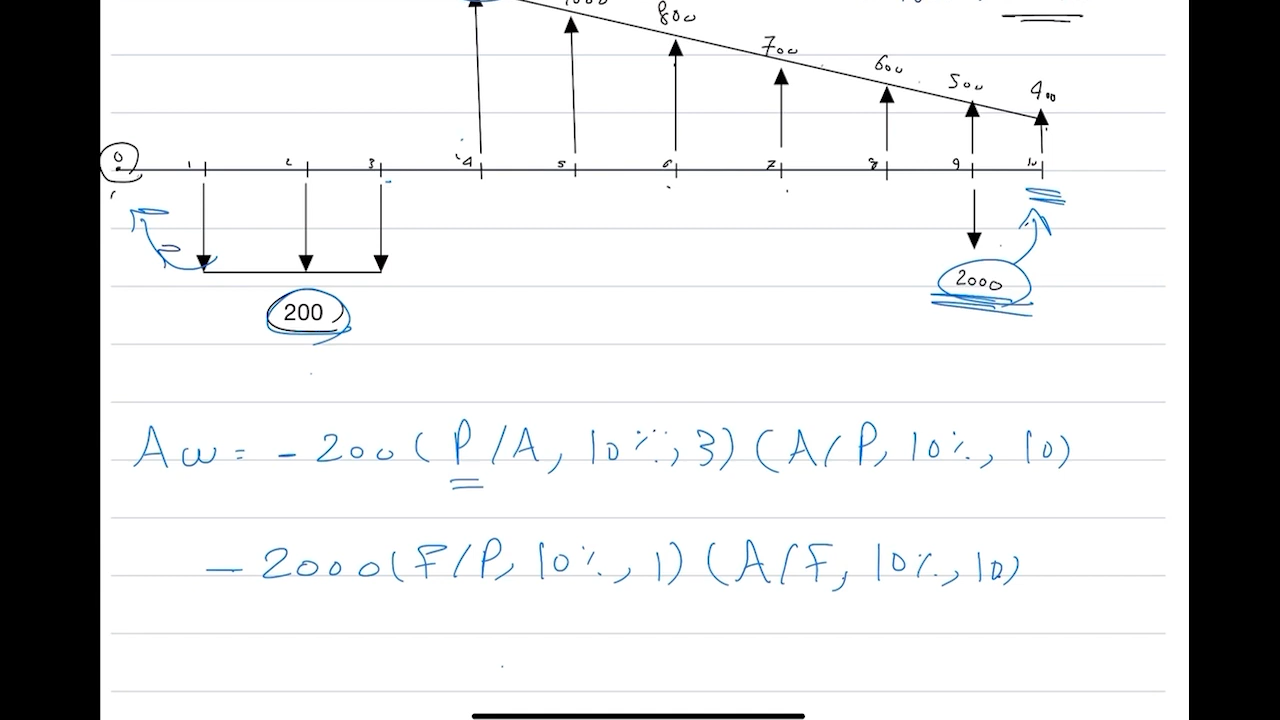 800
700
600
500
400
0 1 2 3 4 5 6 7 8 9 10
2000
200
Aw = - 200 ( P/A, 10%, 3) (A/P, 10%, 10)
- 2000 ( F/P, 10%, 1) (A/F, 10%, 10)